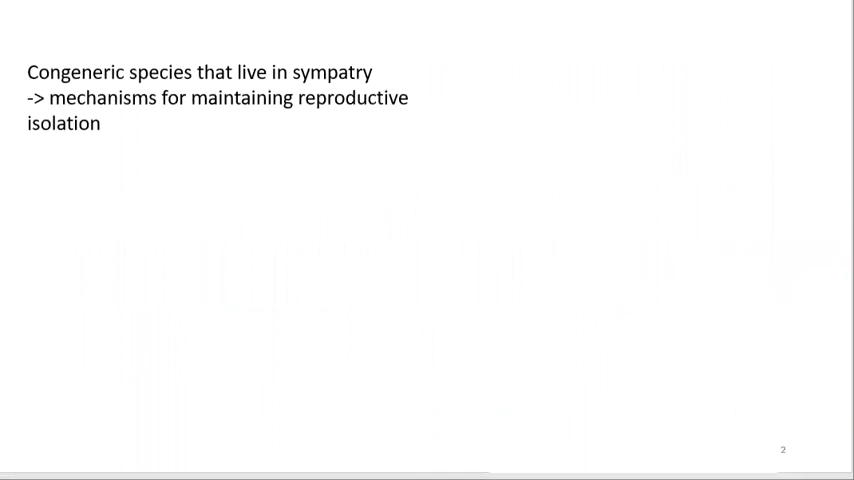 Congeneric species that live in sympatry
-> mechanisms for maintaining reproductive
isolation
2